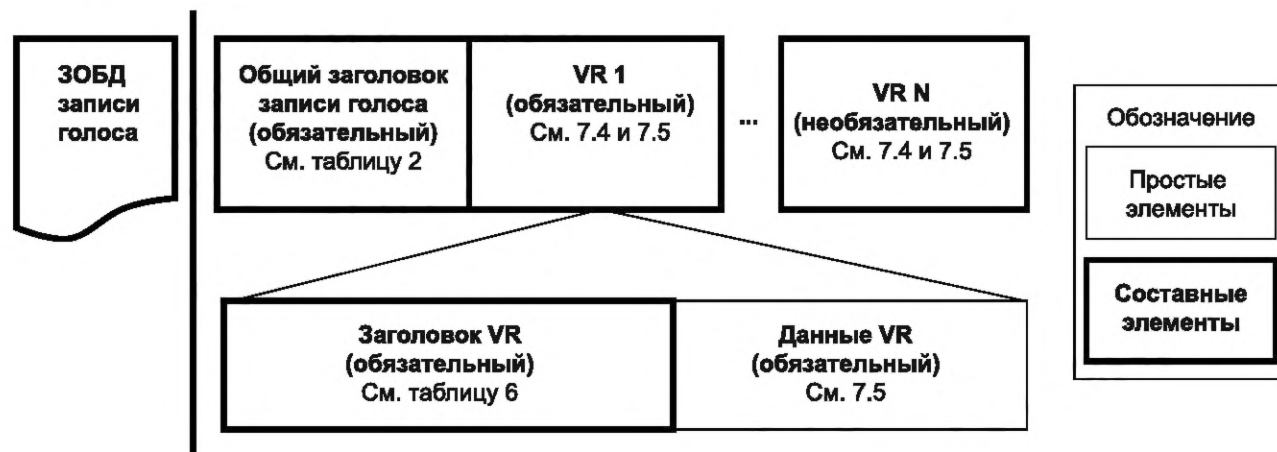 ЗОБД
записи
голоса
Общий заголовок
записи голоса
(обязательный)
См. таблицу 2
VR 1
(обязательный)
См. 7.4 и 7.5
...
VR N
(необязательный)
См. 7.4 и 7.5
Обозначение
Простые
элементы
Составные
элементы
Заголовок VR
(обязательный)
См. таблицу 6
Данные VR
(обязательный)
См. 7.5